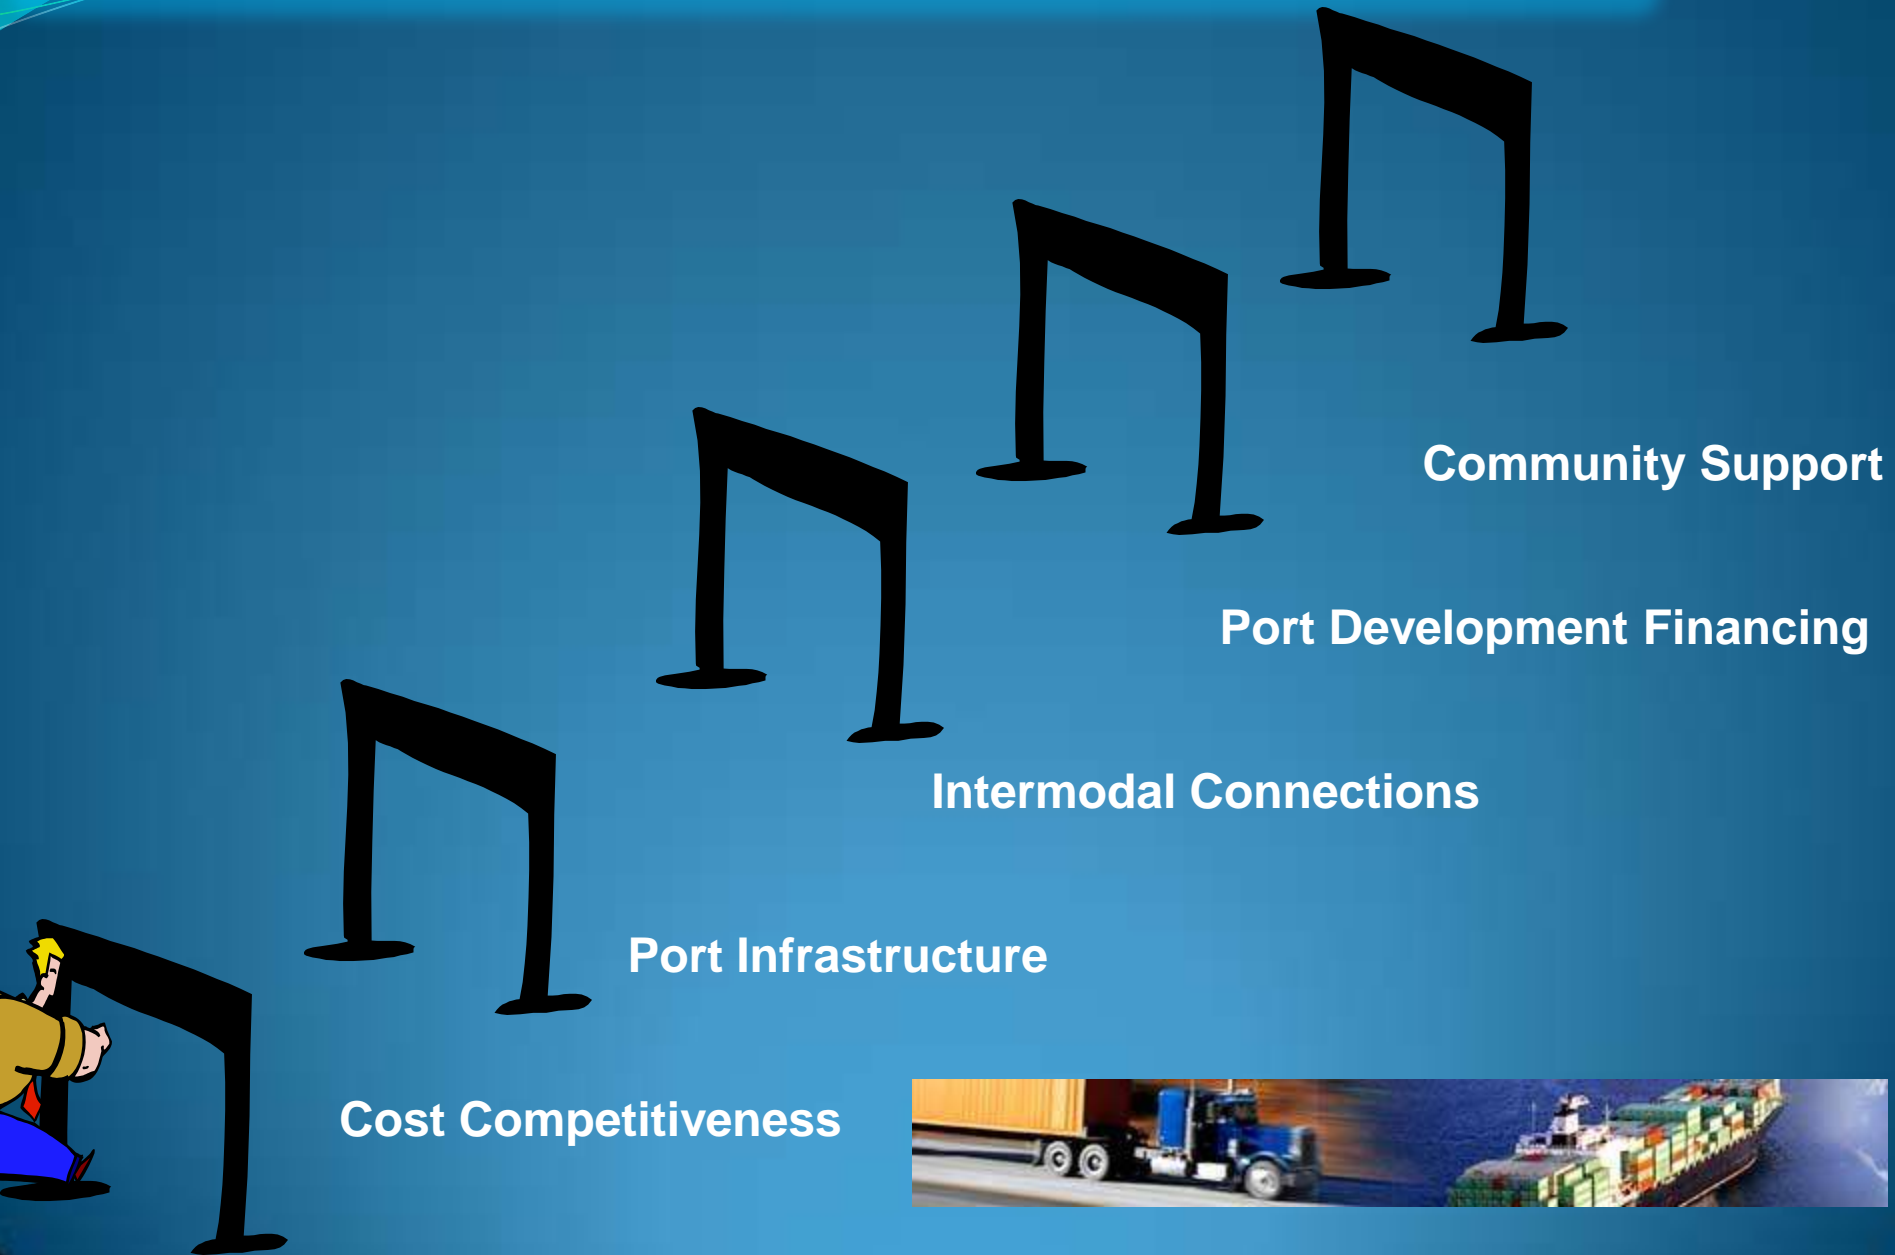 Community Support
Port Development Financing
Intermodal Connections
Port Infrastructure
Cost Competitiveness